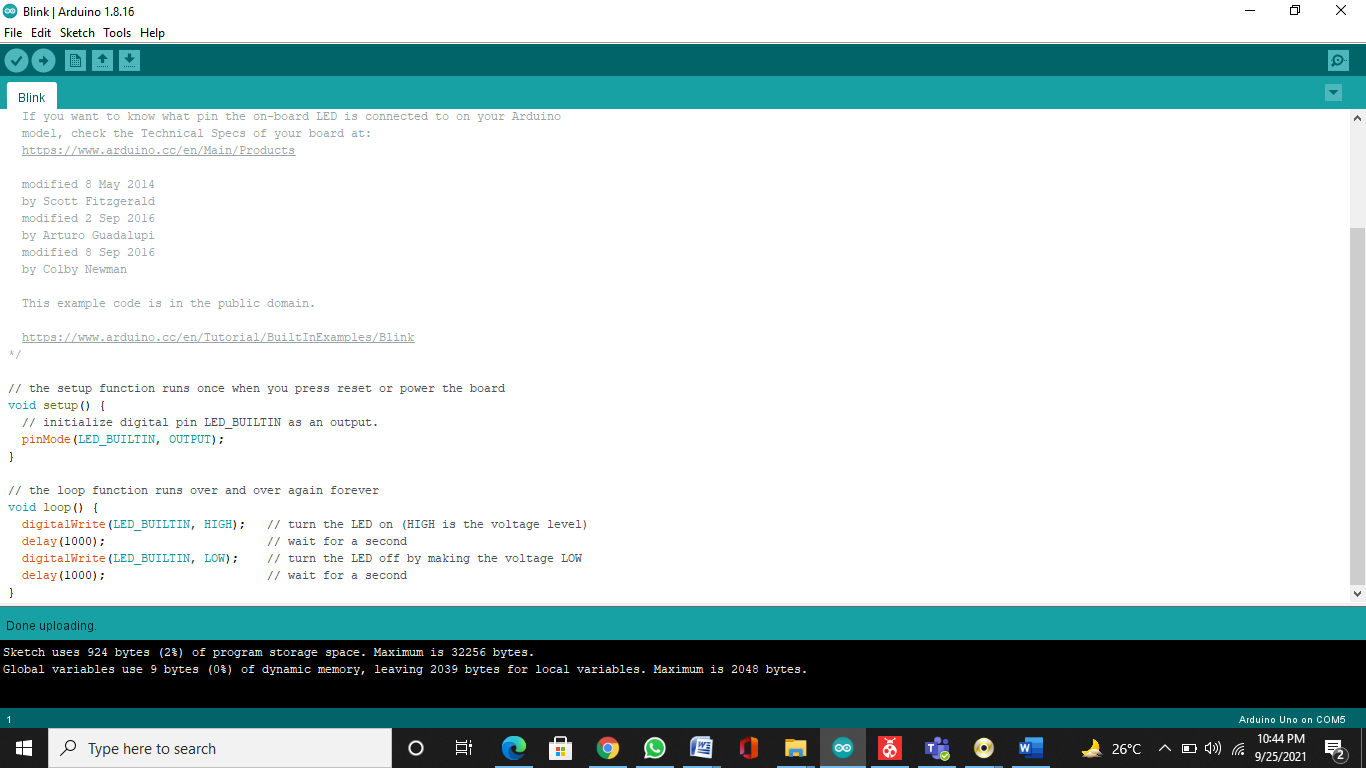 Blink | Arduino 1.8.16
File Edit Sketch Tools Help
Blink
If you want to know what pin the on-board LED is connected to on your Arduino
model, check the Technical Specs of your board at:
https://www.arduino.cc/en/Main/Products
modified 8 May 2014
by Scott Fitzgerald
modified 2 Sep 2016
by Arturo Guadalupi
modified 8 Sep 2016
by Colby Newman
This example code is in the public domain.
https://www.arduino.cc/en/Tutorial/BuiltInExamples/Blink
*/
// the setup function runs once when you press reset or power the board
void setup() {
// initialize digital pin LED_BUILTIN as an output.
pinMode(LED_BUILTIN, OUTPUT);
}
// the loop function runs over and over again forever
void loop() {
digitalWrite(LED_BUILTIN, HIGH); // turn the LED on (HIGH is the voltage level)
delay(1000); // wait for a second
digitalWrite(LED_BUILTIN, LOW); // turn the LED off by making the voltage LOW
delay(1000); // wait for a second
}
Done uploading.
Sketch uses 924 bytes (2%) of program storage space. Maximum is 32256 bytes.
Global variables use 9 bytes (0%) of dynamic memory, leaving 2039 bytes for local variables. Maximum is 2048 bytes.
1 Arduino Uno on COM5
Type here to search
26°C
10:44 PM
9/25/2021
2